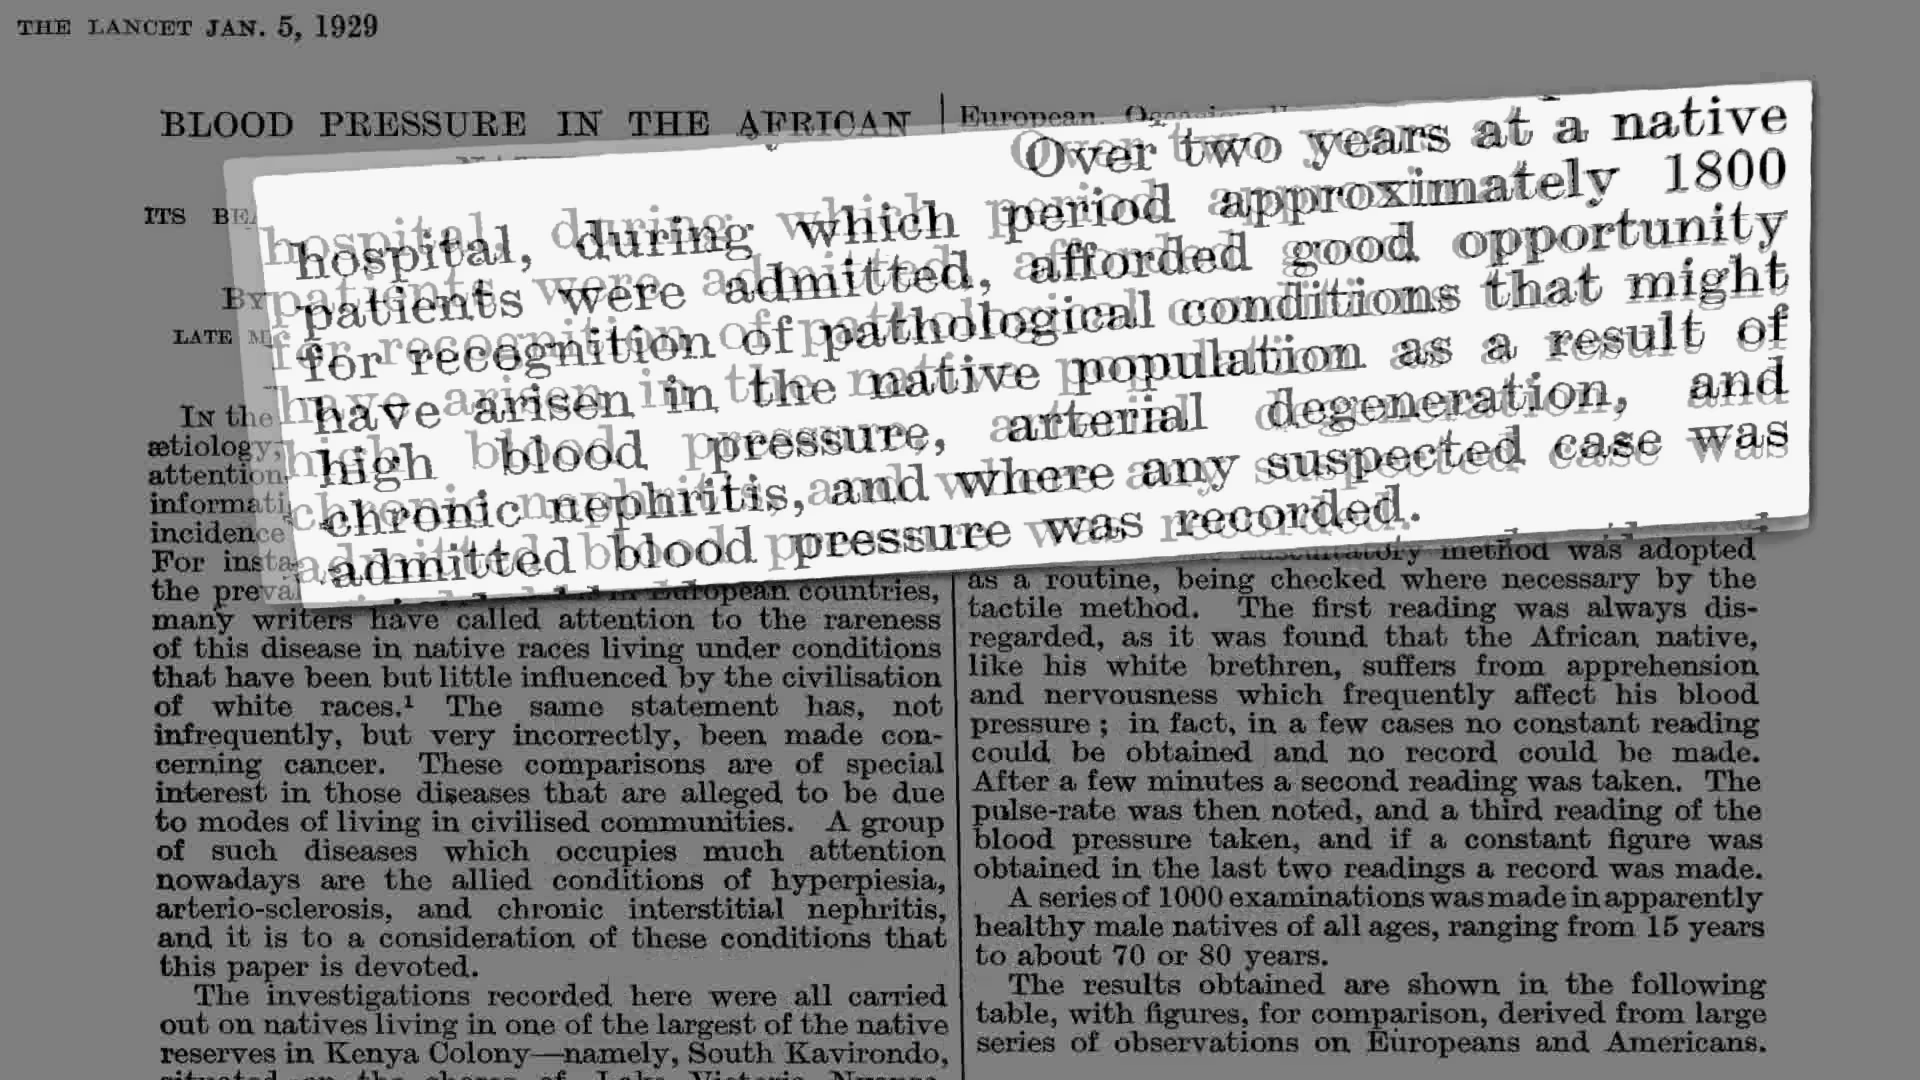 THE LANCET JAN. 5, 1929
BLOOD PRESSURE IN THE AFRICAN
ITS
BY
LATE
IN the
ætiology,
attention
incidence
For
the
European countries,
many writers have called attention to the rareness
of this disease in native races living under conditions
that have been but little influenced by the civilisation
of white races.¹ The same statement has, not
infrequently, but very incorrectly, been made con-
cerning cancer. These comparisons are of special
interest in those diseases that are alleged to be due
to modes of living in civilised communities. A group
of such diseases which occupies much attention
nowadays are the allied conditions of hyperpiesia,
arterio-sclerosis, and chronic interstitial nephritis,
and it is to a consideration of these conditions that
this paper is devoted.
The investigations recorded here were all carried
out on natives living in one of the largest of the native
reserves in Kenya Colony—namely, South Kavirondo,
European.
Over two years at a native
hospital, during which period approximately 1800
patients were admitted, afforded good opportunity
for recognition of pathological conditions that might
have arisen in the native population as a result of
high blood pressure, arterial degeneration, and
chronic nephritis, and where any suspected case was
admitted blood pressure was recorded.
method was adopted
as a routine, being checked where necessary by the
tactile method. The first reading was always dis-
regarded, as it was found that the African native,
like his white brethren, suffers from apprehension
and nervousness which frequently affect his blood
pressure ; in fact, in a few cases no constant reading
could be obtained and no record could be made.
After a few minutes a second reading was taken. The
pulse-rate was then noted, and a third reading of the
blood pressure taken, and if a constant figure was
obtained in the last two readings a record was made.
A series of 1000 examinations was made in apparently
healthy male natives of all ages, ranging from 15 years
to about 70 or 80 years.
The results obtained are shown in the following
table, with figures, for comparison, derived from large
series of observations on Europeans and Americans.